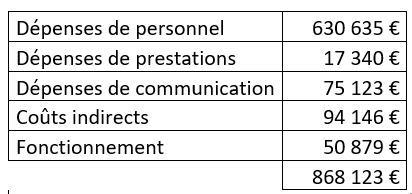 Dépenses de personnel 630 635 €
Dépenses de prestations 17 340 €
Dépenses de communication 75 123 €
Coûts indirects 94 146 €
Fonctionnement 50 879 €
868 123 €